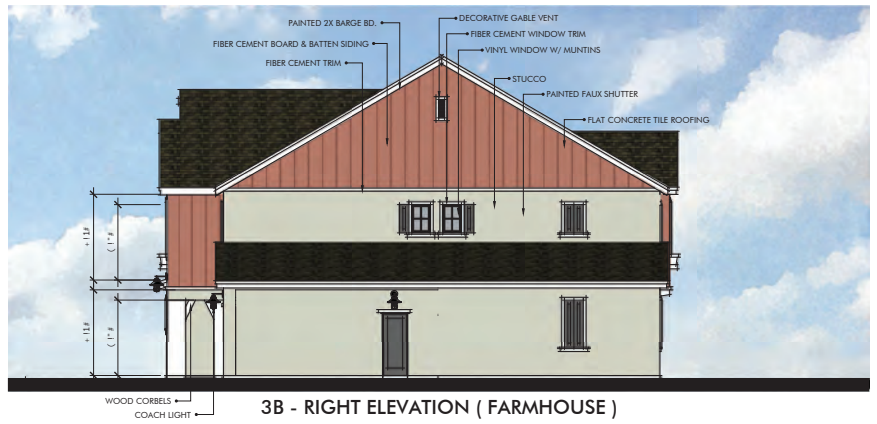 PAINTED 2X BARGE BD.
DECORATIVE GABLE VENT
FIBER CEMENT WINDOW TRIM
FIBER CEMENT BOARD & BATTEN SIDING
VINYL WINDOW W/ MUNTINS
FIBER CEMENT TRIM
STUCCO
PAINTED FAUX SHUTTER
FLAT CONCRETE TILE ROOFING
WOOD CORBELS
COACH LIGHT
3B - RIGHT ELEVATION ( FARMHOUSE )